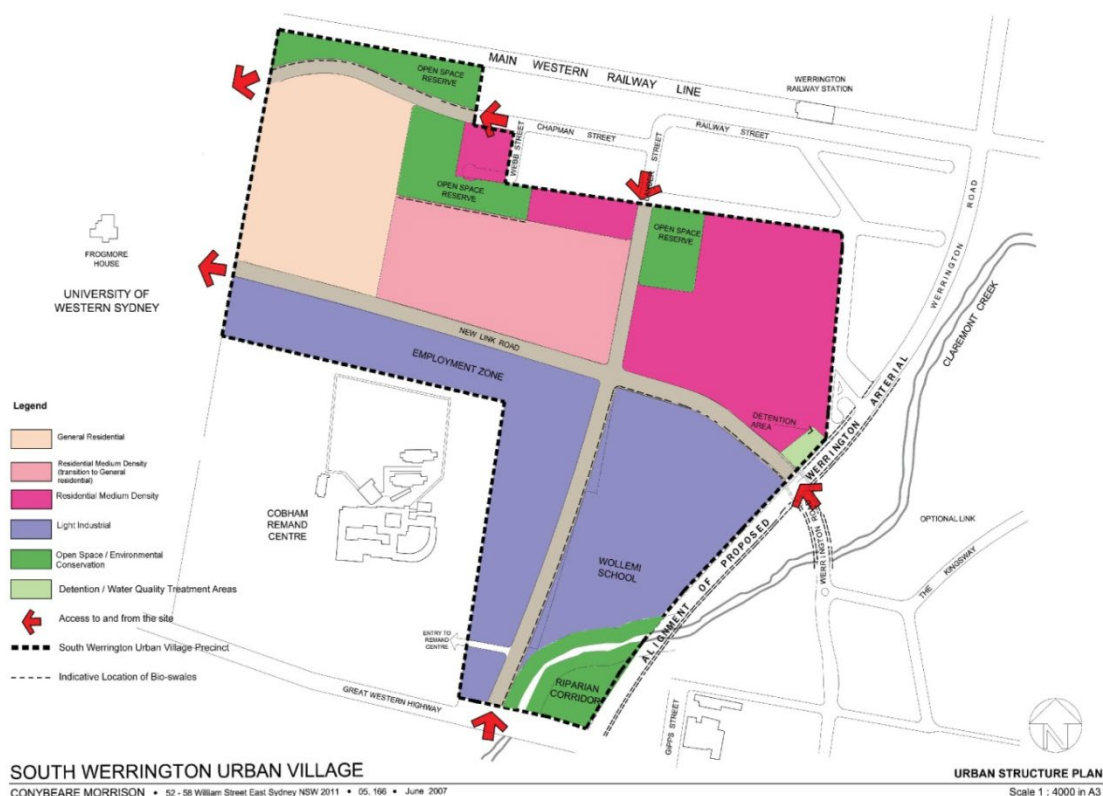 MAIN WESTERN RAILWAY LINE
WERRINGTON
RAILWAY STATION
OPEN SPACE
RESERVE
CHAPMAN STREET
RAILWAY STREET
WEBB STREET
STREET
OPEN SPACE
RESERVE
OPEN SPACE
RESERVE
WERRINGTON ROAD
CLAREMONT CREEK
FROGMORE
HOUSE
UNIVERSITY OF
WESTERN SYDNEY
NEW LINK ROAD
EMPLOYMENT ZONE
DETENTION
AREA
ALIGNMENT OF PROPOSED WERRINGTON ARTERIAL
WERRINGTON ROAD
OPTIONAL LINK
THE KINGSWAY
COBHAM
REMAND
CENTRE
WOLLEMI
SCHOOL
ENTRY TO
REMAND
CENTRE
RIPARIAN
CORRIDOR
GREAT WESTERN HIGHWAY
GIPPS STREET
Legend
General Residential
Residential Medium Density
(transition to General
residential)
Residential Medium Density
Light Industrial
Open Space / Environmental
Conservation
Detention / Water Quality Treatment Areas
Access to and from the site
South Werrington Urban Village Precinct
Indicative Location of Bio-swales
N
SOUTH WERRINGTON URBAN VILLAGE
URBAN STRUCTURE PLAN
CONYBEARE MORRISON • 52 - 58 William Street East Sydney NSW 2011 • 05. 166 • June 2007
Scale 1 : 4000 in A3